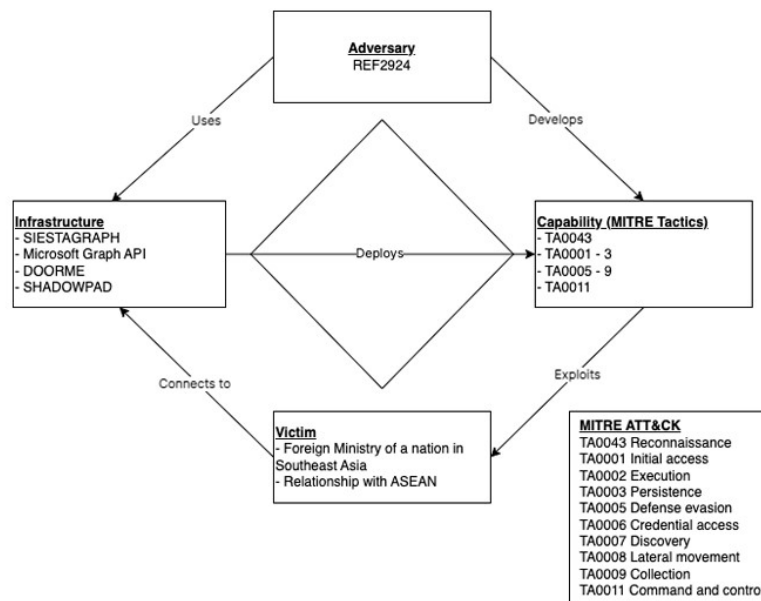 Adversary
REF2924
Uses
Develops
Infrastructure
- SIESTAGRAPH
- Microsoft Graph API
- DOORME
- SHADOWPAD
Deploys
Capability (MITRE Tactics)
- TA0043
- TA0001 - 3
- TA0005 - 9
- TA0011
Connects to
Exploits
Victim
- Foreign Ministry of a nation in
Southeast Asia
- Relationship with ASEAN
MITRE ATT&CK
TA0043 Reconnaissance
TA0001 Initial access
TA0002 Execution
TA0003 Persistence
TA0005 Defense evasion
TA0006 Credential access
TA0007 Discovery
TA0008 Lateral movement
TA0009 Collection
TA0011 Command and control